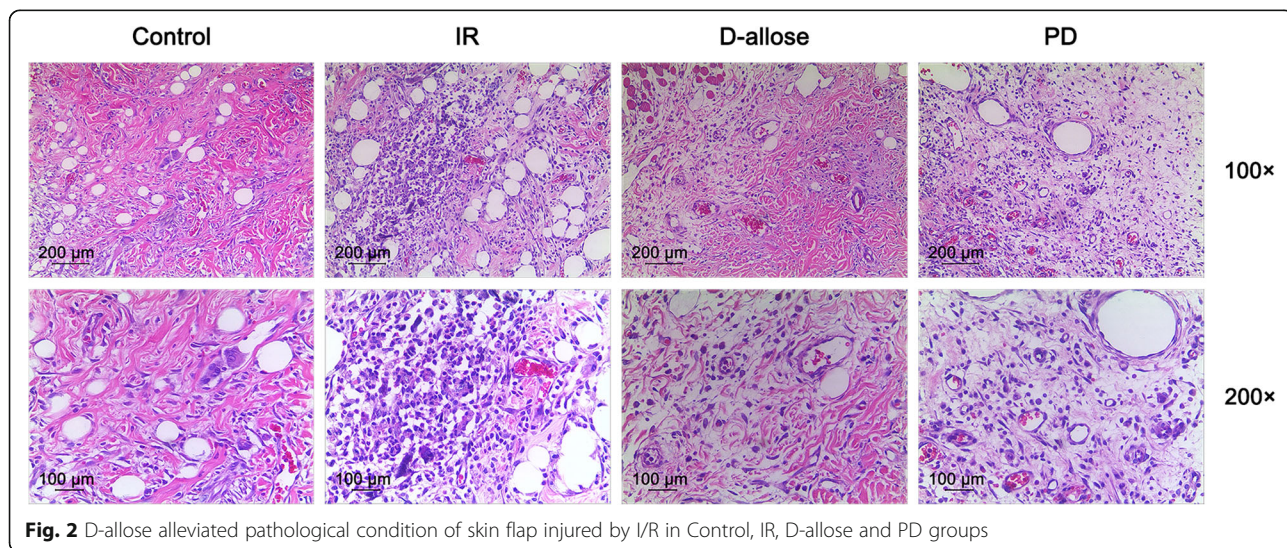 Control IR D-allose PD
200 µm 200 µm 200 µm 200 µm 100×
100 µm 100 µm 100 µm 100 µm 200×
Fig. 2 D-allose alleviated pathological condition of skin flap injured by I/R in Control, IR, D-allose and PD groups